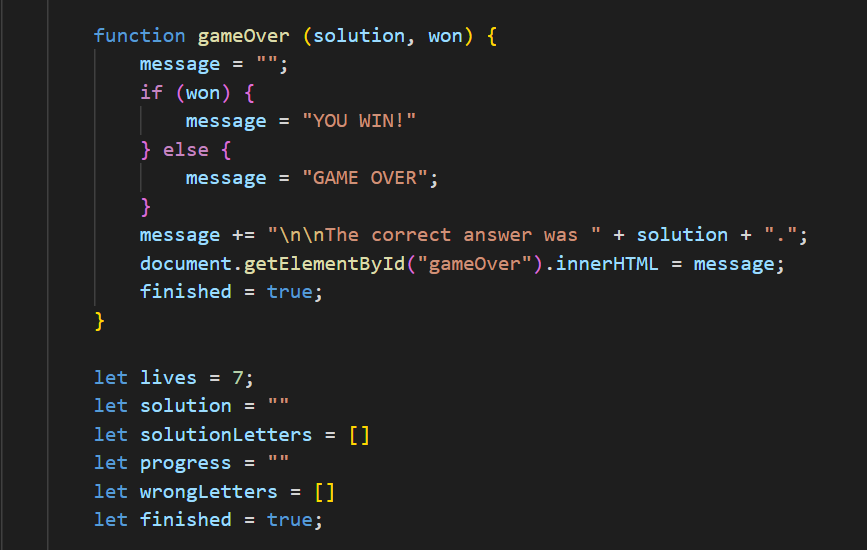 function gameOver (solution, won) {
    message = "";
    if (won) {
        message = "YOU WIN!"
    } else {
        message = "GAME OVER";
    }
    message += "\n\nThe correct answer was " + solution + ".";
    document.getElementById("gameOver").innerHTML = message;
    finished = true;
}

let lives = 7;
let solution = ""
let solutionLetters = []
let progress = ""
let wrongLetters = []
let finished = true;